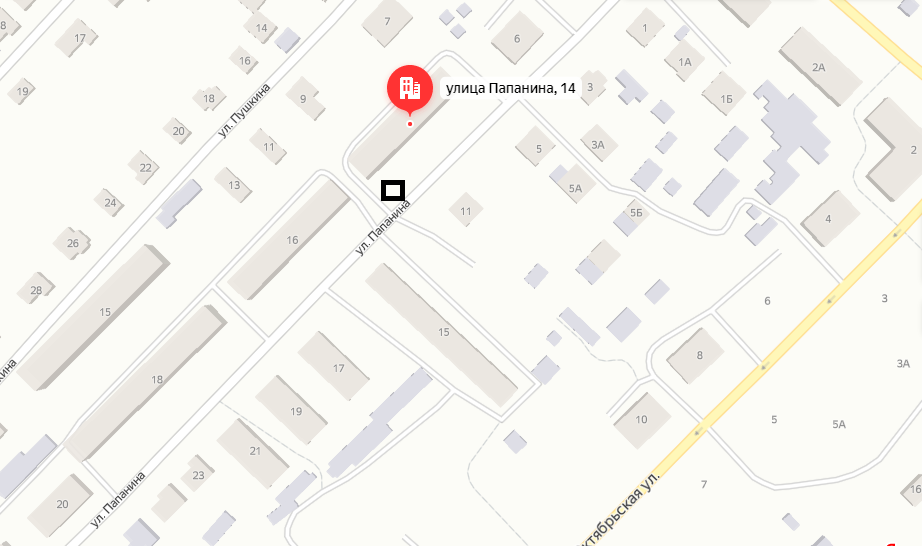 7
1
14
6
17
16
1А
2А
улица Папанина, 14
3
19
18
9
1Б
ул. Пушкина
20
11
5
3А
2
22
13
5А
24
11
5Б
4
ул. Папанина
26
16
28
6
3
15
15
8
17
3А
18
19
10
5
5А
21
23
7
ул. Папанина
20
16
ктябрьская ул.